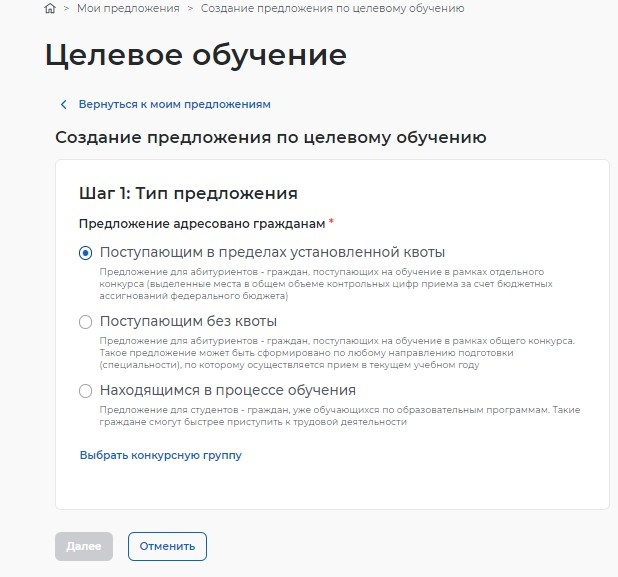 > Мои предложения > Создание предложения по целевому обучению
Целевое обучение
Вернуться к моим предложениям
Создание предложения по целевому обучению
Шаг 1: Тип предложения
Предложение адресовано гражданам *
Поступающим в пределах установленной квоты
Предложение для абитуриентов - граждан, поступающих на обучение в рамках отдельного
конкурса (выделенные места в общем объеме контрольных цифр приема за счет бюджетных
ассигнований федерального бюджета)
Поступающим без квоты
Предложение для абитуриентов - граждан, поступающих на обучение в рамках общего конкурса.
Такое предложение может быть сформировано по любому направлению подготовки
(специальности), по которому осуществляется прием в текущем учебном году
Находящимся в процессе обучения
Предложение для студентов - граждан, уже обучающихся по образовательным программам. Такие
граждане смогут быстрее приступить к трудовой деятельности
Выбрать конкурсную группу
Далее Отменить